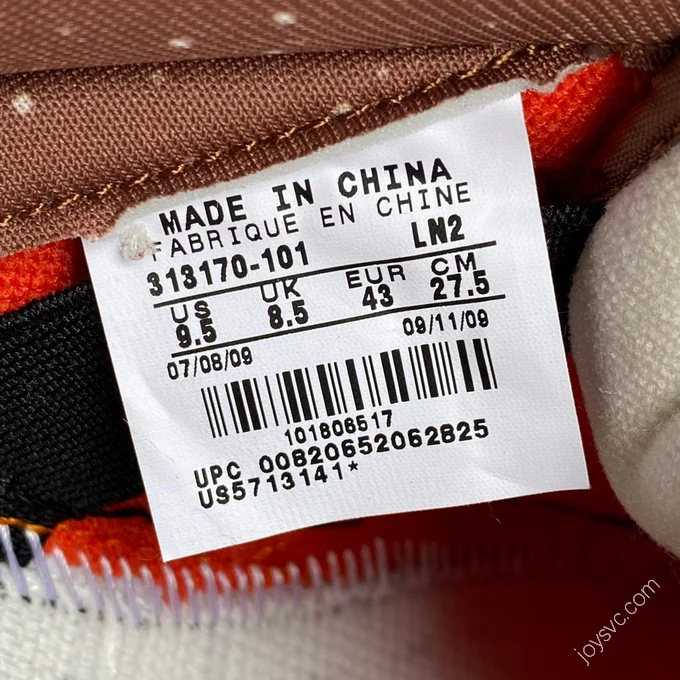 MADE IN CHINA
FABRIQUE EN CHINE
313170-101 LN2
US UK EUR CM
9.5 8.5 43 27.5
07/08/09 09/11/09
101606517
UPC 00820652062825
US5713141*
joysvc.com